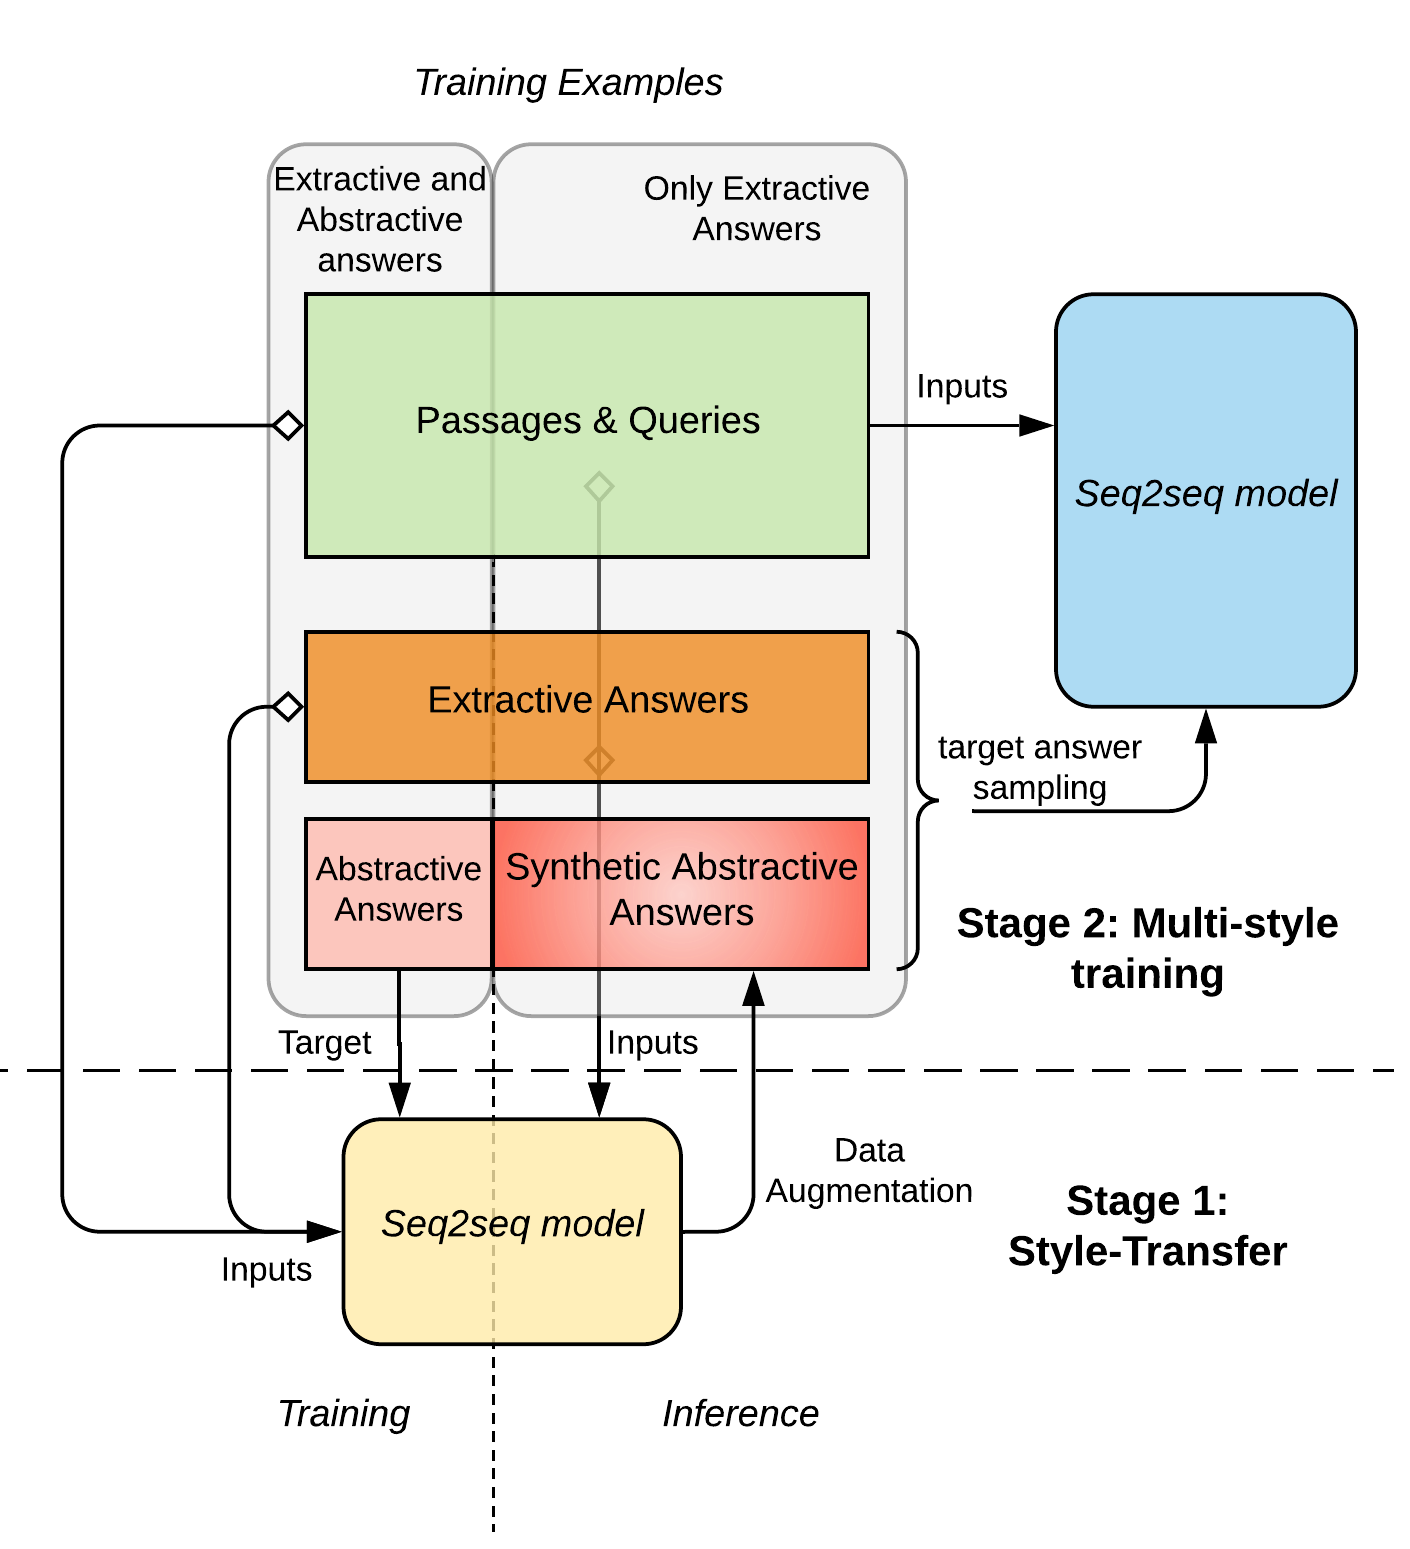 Training Examples
Extractive and
Abstractive
answers
Only Extractive
Answers
Passages & Queries
Inputs
Seq2seq model
Extractive Answers
target answer
sampling
Abstractive
Answers
Synthetic Abstractive
Answers
Stage 2: Multi-style
training
Target
Inputs
Data
Augmentation
Stage 1:
Style-Transfer
Seq2seq model
Inputs
Training
Inference